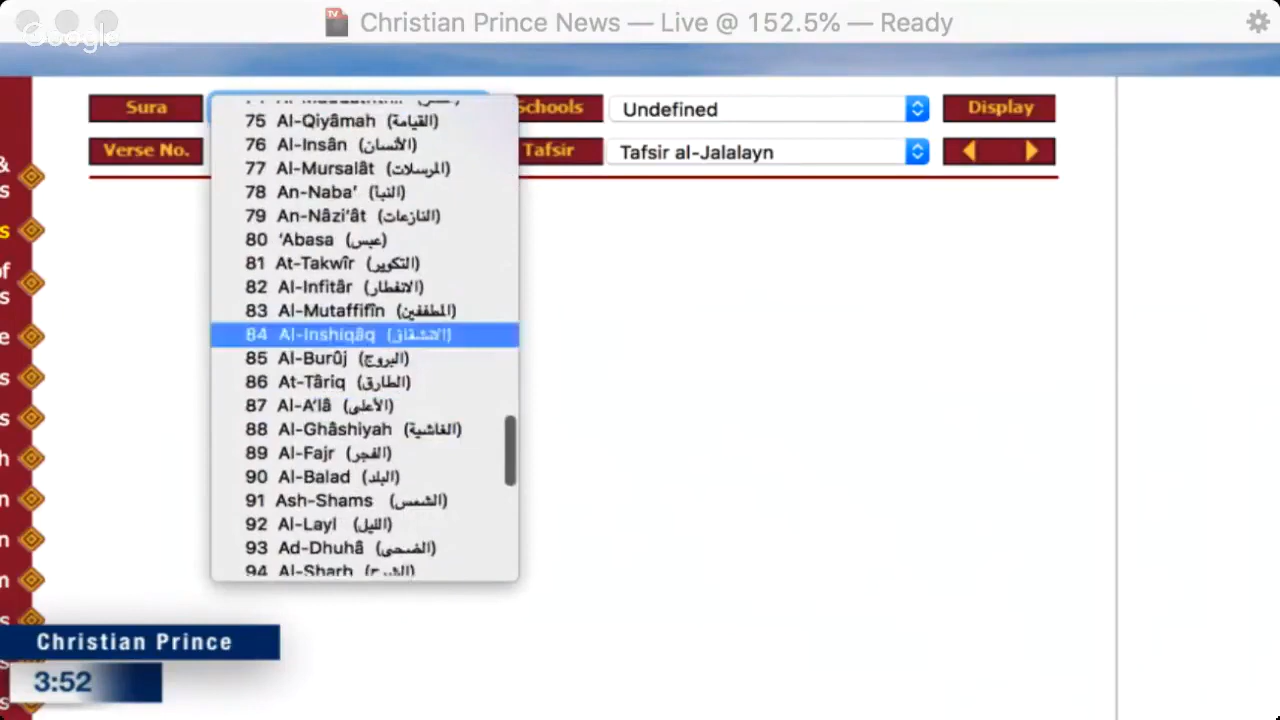 Christian Prince News — Live @ 152.5% — Ready
Google
Sura
Schools
Undefined
Display
Verse No.
Tafsir
Tafsir al-Jalalayn
75 Al-Qiyâmah (القيامة)
76 Al-Insân (الأنسان)
77 Al-Mursalât (المرسلات)
78 An-Naba’ (النبأ)
79 An-Nâzi‘ât (النازعات)
80 ‘Abasa (عبس)
81 At-Takwîr (التكوير)
82 Al-Infitâr (الانفطار)
83 Al-Mutaffifîn (المطففين)
84 Al-Inshiqâq (الانشقاق)
85 Al-Burûj (البروج)
86 At-Târiq (الطارق)
87 Al-A‘lâ (الأعلى)
88 Al-Ghâshiyah (الغاشية)
89 Al-Fajr (الفجر)
90 Al-Balad (البلد)
91 Ash-Shams (الشمس)
92 Al-Layl (الليل)
93 Ad-Dhuhâ (الضحى)
94 Al-Sharh (الشرح)
Christian Prince
3:52